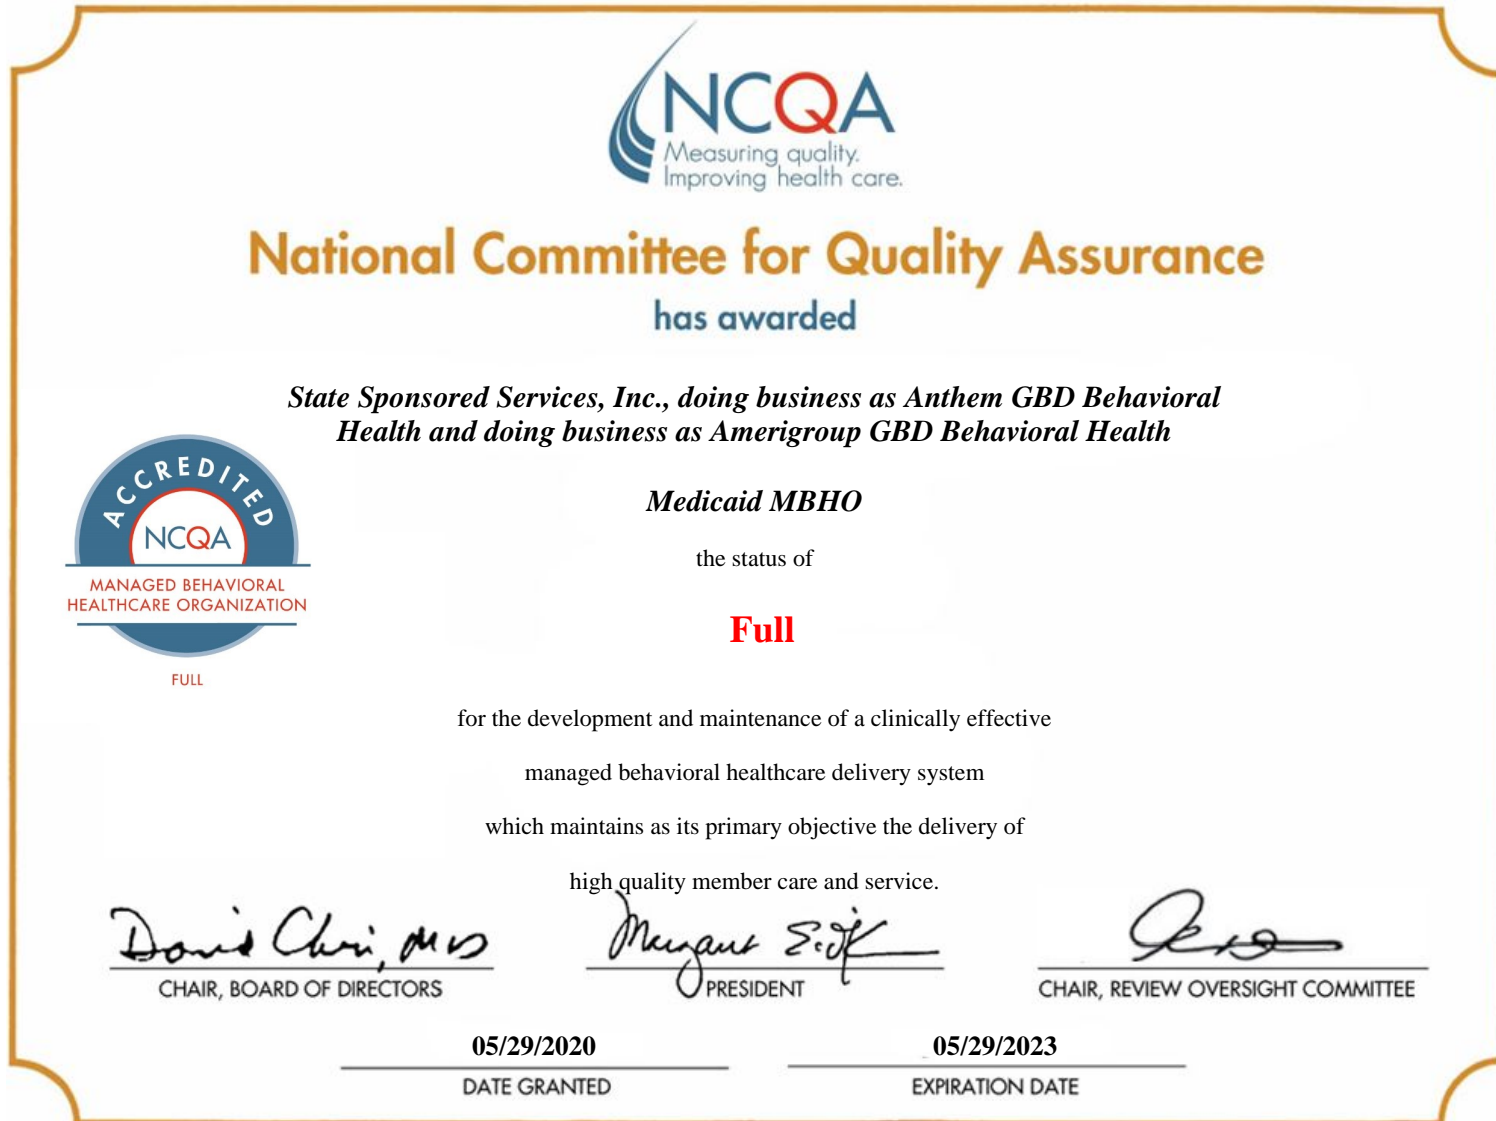 NCQA
Measuring quality.
Improving health care.
National Committee for Quality Assurance
has awarded
State Sponsored Services, Inc., doing business as Anthem GBD Behavioral
Health and doing business as Amerigroup GBD Behavioral Health
ACCREDITED
NCQA
MANAGED BEHAVIORAL
HEALTHCARE ORGANIZATION
FULL
Medicaid MBHO
the status of
Full
for the development and maintenance of a clinically effective
managed behavioral healthcare delivery system
which maintains as its primary objective the delivery of
high quality member care and service.
CHAIR, BOARD OF DIRECTORS
PRESIDENT
CHAIR, REVIEW OVERSIGHT COMMITTEE
05/29/2020
DATE GRANTED
05/29/2023
EXPIRATION DATE